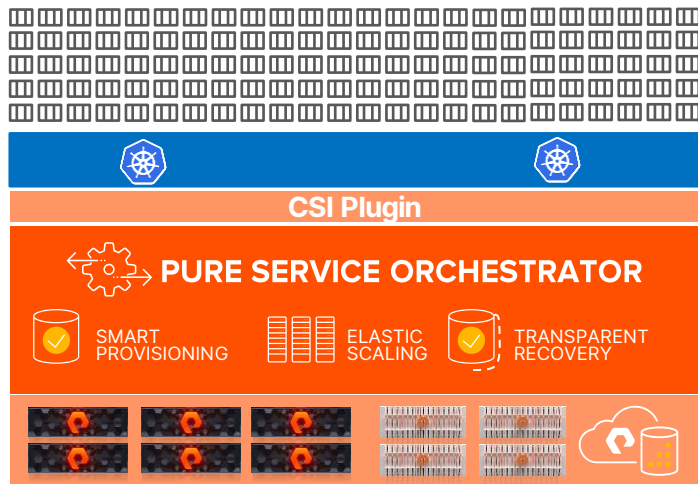 CSI Plugin
PURE SERVICE ORCHESTRATOR
SMART
PROVISIONING
ELASTIC
SCALING
TRANSPARENT
RECOVERY